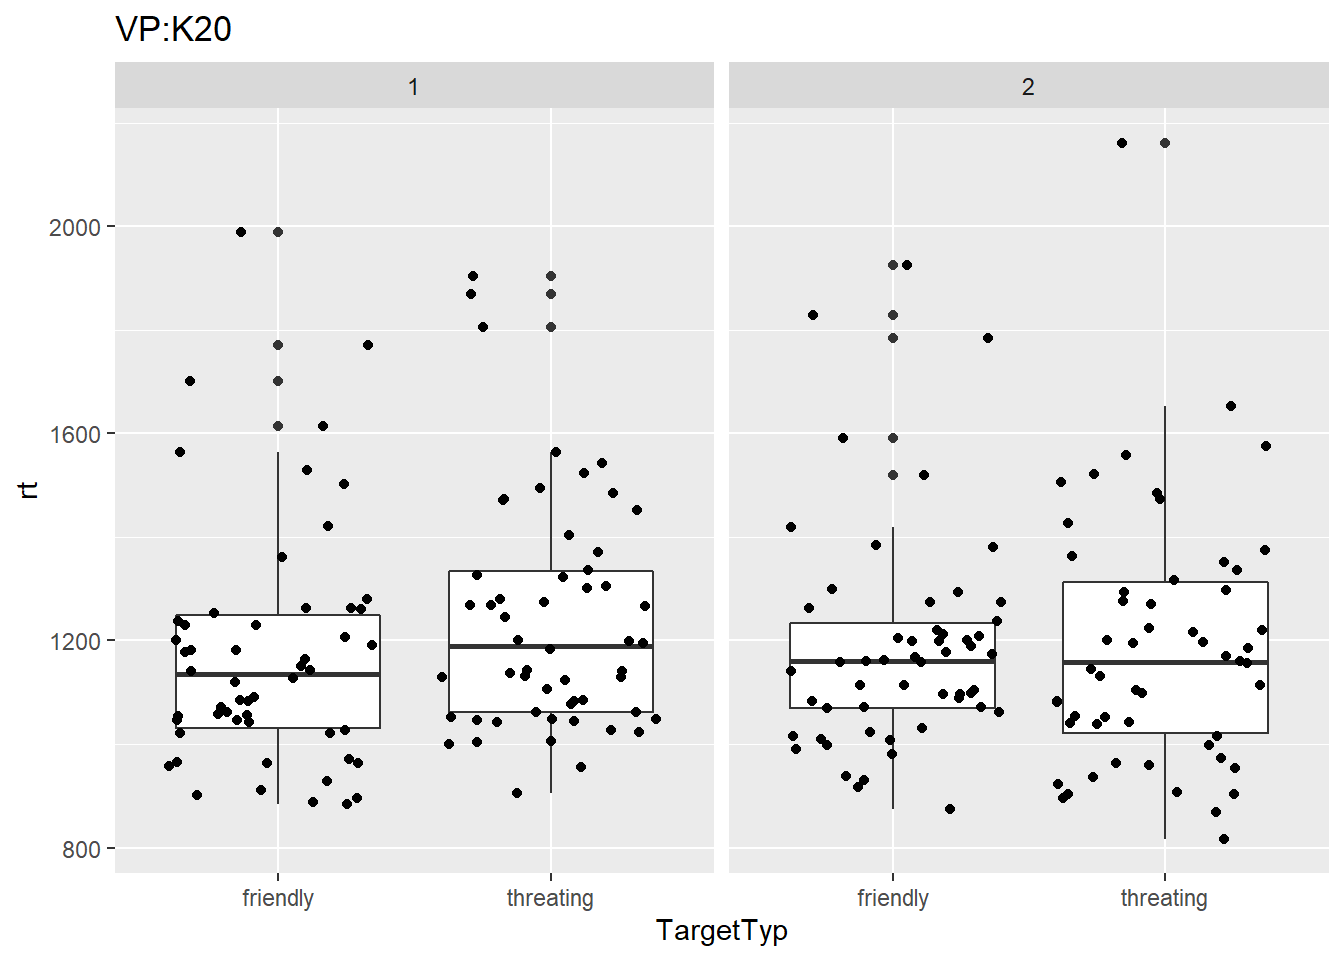 VP:K20
1
2
2000
1600
1200
800
rt
friendly
threating
friendly
threating
TargetTyp